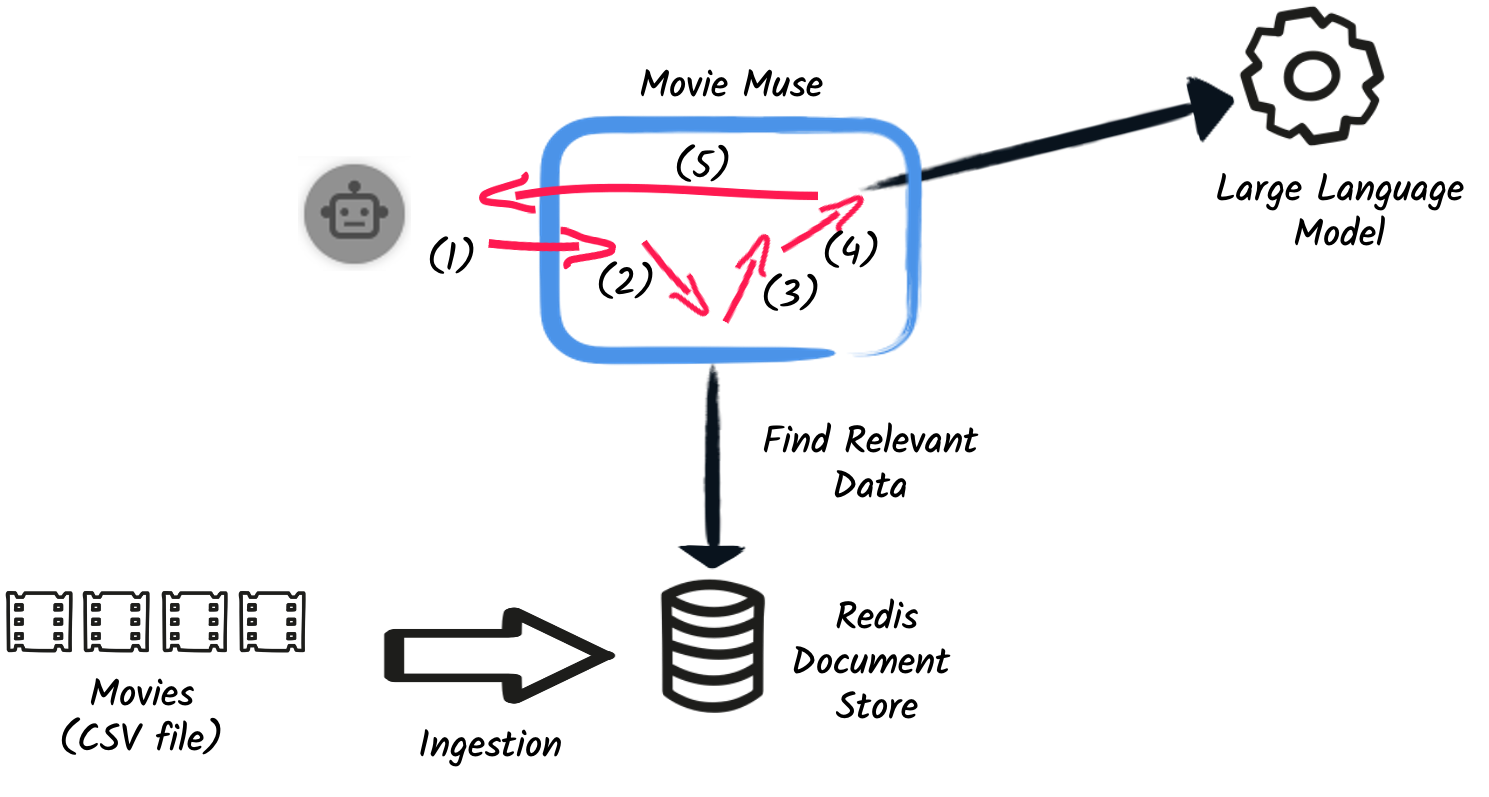 Movie Muse
(5)
(1)
(2)
(3)
(4)
Large Language
Model
Find Relevant
Data
Redis
Document
Store
Movies
(CSV file)
Ingestion